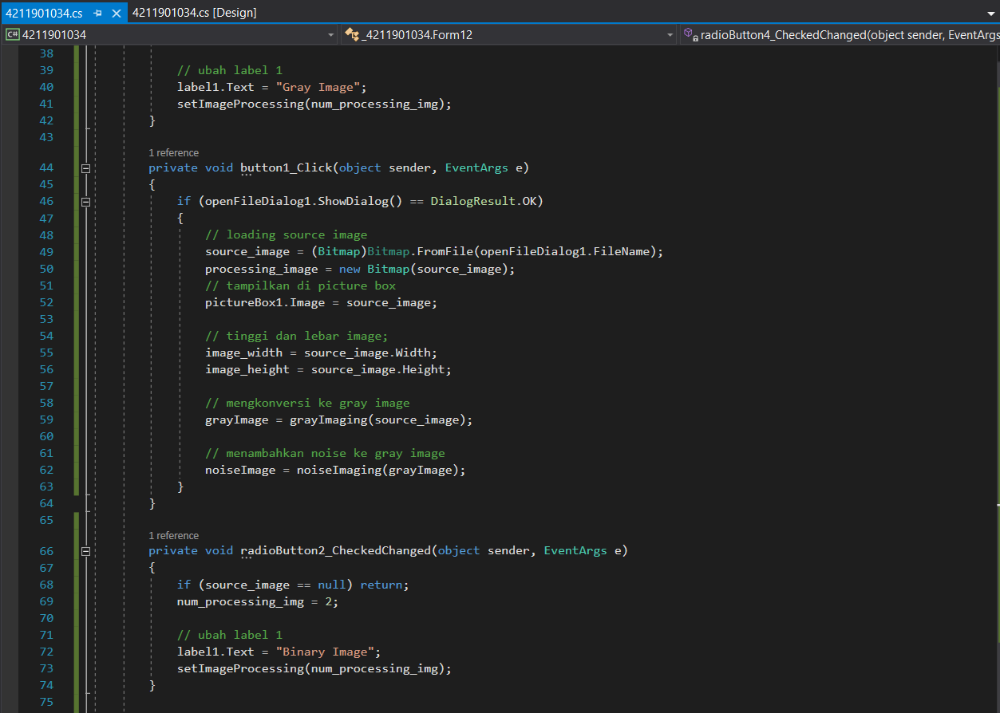 4211901034.cs 4211901034.cs [Design]
C# 4211901034 _4211901034.Form12 radioButton4_CheckedChanged(object sender, EventArgs
38
39 // ubah label 1
40 label1.Text = "Gray Image";
41 setImageProcessing(num_processing_img);
42 }
43
1 reference
44 private void button1_Click(object sender, EventArgs e)
45 {
46 if (openFileDialog1.ShowDialog() == DialogResult.OK)
47 {
48 // loading source image
49 source_image = (Bitmap)Bitmap.FromFile(openFileDialog1.FileName);
50 processing_image = new Bitmap(source_image);
51 // tampilkan di picture box
52 pictureBox1.Image = source_image;
53
54 // tinggi dan lebar image;
55 image_width = source_image.Width;
56 image_height = source_image.Height;
57
58 // mengkonversi ke gray image
59 grayImage = grayImaging(source_image);
60
61 // menambahkan noise ke gray image
62 noiseImage = noiseImaging(grayImage);
63 }
64 }
65
1 reference
66 private void radioButton2_CheckedChanged(object sender, EventArgs e)
67 {
68 if (source_image == null) return;
69 num_processing_img = 2;
70
71 // ubah label 1
72 label1.Text = "Binary Image";
73 setImageProcessing(num_processing_img);
74 }
75